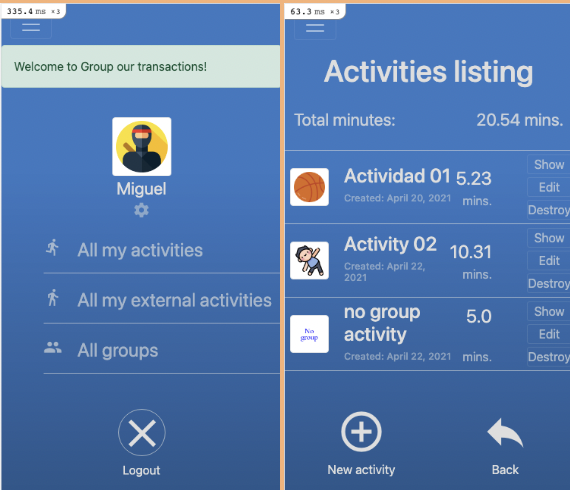 335.4 ms ×3
Welcome to Group our transactions!
Miguel
All my activities
All my external activities
All groups
Logout
63.3 ms ×3
Activities listing
Total minutes: 20.54 mins.
Actividad 01 5.23 mins.
Created: April 20, 2021
Show
Edit
Destroy
Activity 02 10.31 mins.
Created: April 22,
2021
Show
Edit
Destroy
No
group
no group
activity
5.0 mins.
Created: April 22, 2021
Show
Edit
Destroy
New activity
Back